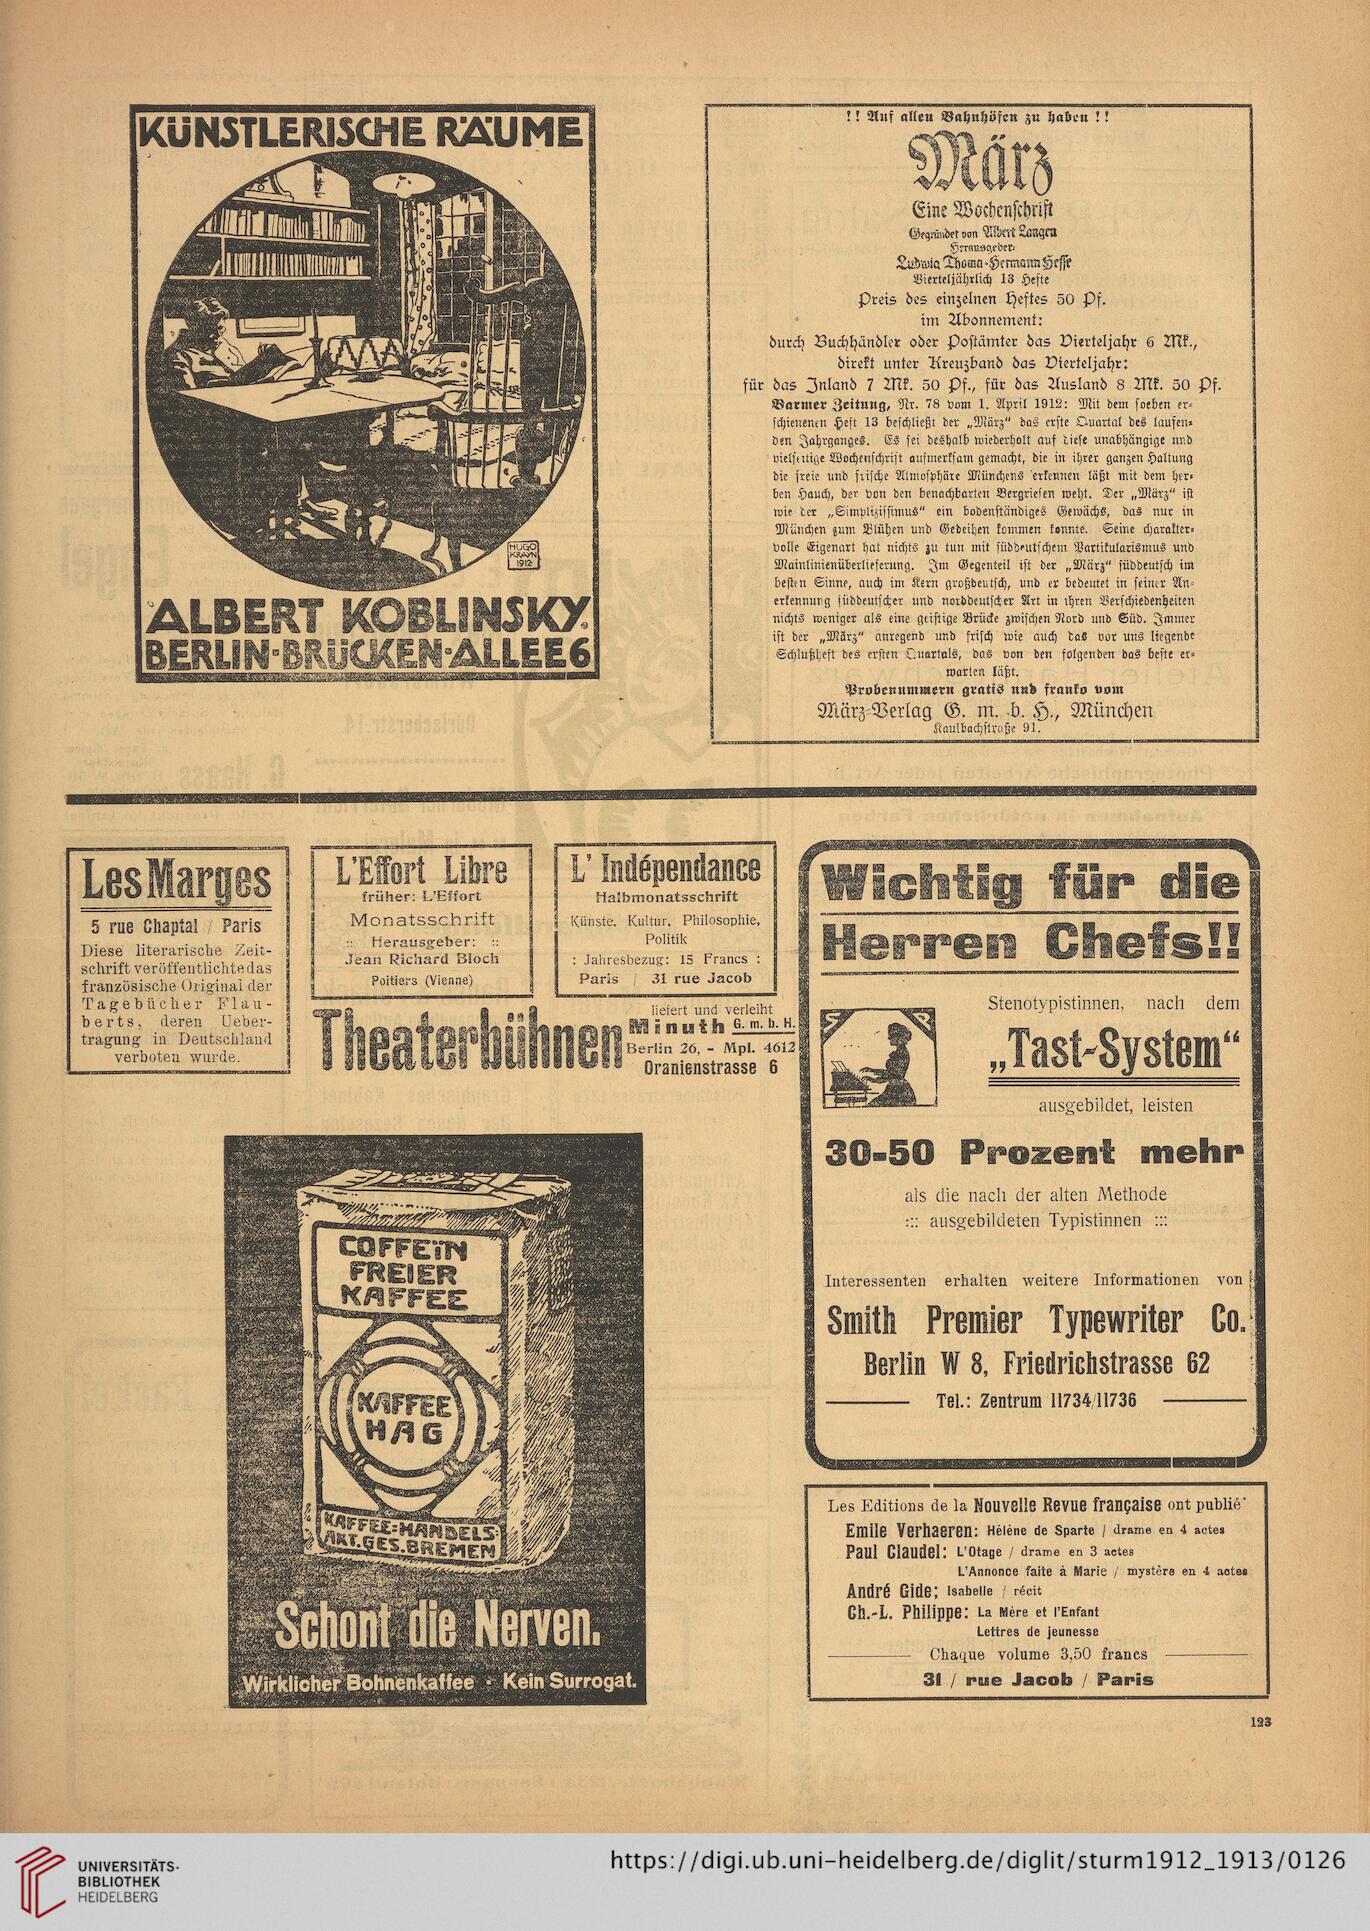 KÜNSTLERISCHE RÄUME
HUGO
KRAYN
1912
ALBERT KOBLINSKY.
BERLIN·BRÜCKEN·ALLEE6
!! Auf allen Bahnhöfen zu haben !!
März
Eine Wochenschrift
Gegründet von Albert Langen
Herausgeber:
Ludwig Thoma-Hermann Hesse
Vierteljährlich 13 Hefte
Preis des einzelnen Heftes 50 Pf.
im Abonnement:
durch Buchhändler oder Postämter das Vierteljahr 6 Mk.,
direkt unter Kreuzband das Vierteljahr:
für das Inland 7 Mk. 50 Pf., für das Ausland 8 Mk. 50 Pf.
Barmer Zeitung, Nr. 78 vom 1. April 1912: Mit dem soeben er-
schienenen Heft 13 beschließt der „März“ das erste Quartal des laufen-
den Jahrganges. Es sei deshalb wiederholt auf diese unabhängige und
vielseitige Wochenschrift aufmerksam gemacht, die in ihrer ganzen Haltung
die freie und frische Atmosphäre Münchens erkennen läßt mit dem her-
ben Hauch, der von den benachbarten Bergriesen weht. Der „März“ ist
wie der „Simplizissimus“ ein bodenständiges Gewächs, das nur in
München zum Blühen und Gedeihen kommen konnte. Seine charakter-
volle Eigenart hat nichts zu tun mit süddeutschem Partikularismus und
Mainlinienüberlieferung. Im Gegenteil ist der „März“ süddeutsch im
besten Sinne, auch im Kern großdeutsch, und er bedeutet in seiner An-
erkennung süddeutscher und norddeutscher Art in ihren Verschiedenheiten
nichts weniger als eine geistige Brücke zwischen Nord und Süd. Immer
ist der „März“ anregend und frisch wie auch das vor uns liegende
Schlußheft des ersten Quartals, das von den folgenden das beste er-
warten läßt.
Probenummern gratis und franko vom
März-Verlag G. m. b. H., München
Kaulbachstraße 91.
Les Marges
5 rue Chaptal / Paris
Diese literarische Zeit-
schrift veröffentlichte das
französische Original der
Tagebücher Flau-
berts, deren Ueber-
tragung in Deutschland
verboten wurde.
L'Effort Libre
früher: L'Effort
Monatsschrift
:: Herausgeber: ::
Jean Richard Bloch
Poitiers (Vienne)
L' Indépendance
Halbmonatsschrift
Künste, Kultur, Philosophie,
Politik
: Jahresbezug: 15 Francs :
Paris / 31 rue Jacob
Theaterbühnen
liefert und verleiht
Minuth G. m. b. H.
Berlin 26, - Mpl. 4612
Oranienstrasse 6
COFFEIN
FREIER
KAFFEE
KAFFEE
HAG
KAFFEE-HANDELS-
AKT.GES.BREMEN
Schont die Nerven.
Wirklicher Bohnenkaffee · Kein Surrogat.
Wichtig für die
Herren Chefs!!
Stenotypistinnen, nach dem
„Tast-System“
ausgebildet, leisten
30-50 Prozent mehr
als die nach der alten Methode
::: ausgebildeten Typistinnen :::
Interessenten erhalten weitere Informationen von
Smith Premier Typewriter Co.
Berlin W 8, Friedrichstrasse 62
Tel.: Zentrum 11734/11736
Les Editions de la Nouvelle Revue française ont publié
Emile Verhaeren: Hélène de Sparte / drame en 4 actes
Paul Claudel: L'Otage / drame en 3 actes
L'Annonce faite à Marie / mystère en 4 actes
André Gide; Isabelle / récit
Ch.-L. Philippe: La Mère et l'Enfant
Lettres de jeunesse
Chaque volume 3,50 francs
31 / rue Jacob / Paris
123
UNIVERSITÄTS-
BIBLIOTHEK
HEIDELBERG
https://digi.ub.uni-heidelberg.de/diglit/sturm1912_1913/0126